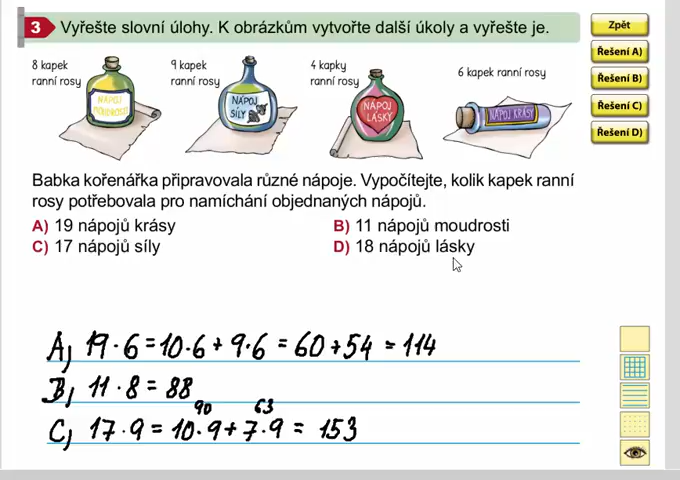 3 Vyřešte slovní úlohy. K obrázkům vytvořte další úkoly a vyřešte je.
Zpět
Řešení A)
Řešení B)
Řešení C)
Řešení D)
8 kapek
ranní rosy
NÁPOJ
MOUDROSTI
9 kapek
ranní rosy
NÁPOJ
SÍLY
4 kapky
ranní rosy
NÁPOJ
LÁSKY
6 kapek ranní rosy
NÁPOJ KRÁSY
Babka kořenářka připravovala různé nápoje. Vypočítejte, kolik kapek ranní
rosy potřebovala pro namíchání objednaných nápojů.
A) 19 nápojů krásy
B) 11 nápojů moudrosti
C) 17 nápojů síly
D) 18 nápojů lásky
A) 19·6=10·6+9·6=60+54=114
B) 11·8=88
90 63
C) 17·9=10·9+7·9=153